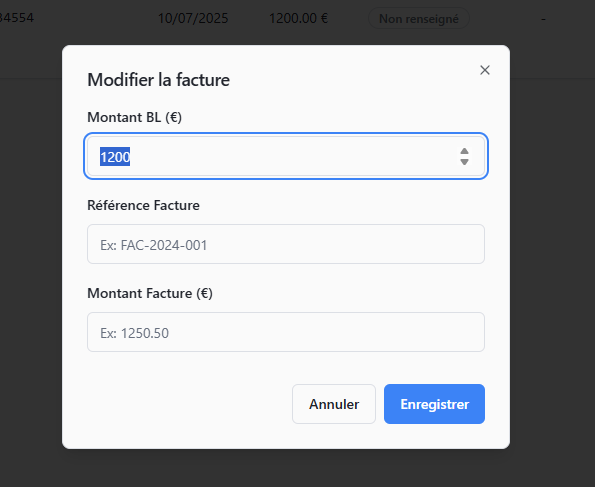 34554 10/07/2025 1200.00 € Non renseigné -
Modifier la facture
Montant BL (€)
1200
Référence Facture
Ex: FAC-2024-001
Montant Facture (€)
Ex: 1250.50
Annuler Enregistrer